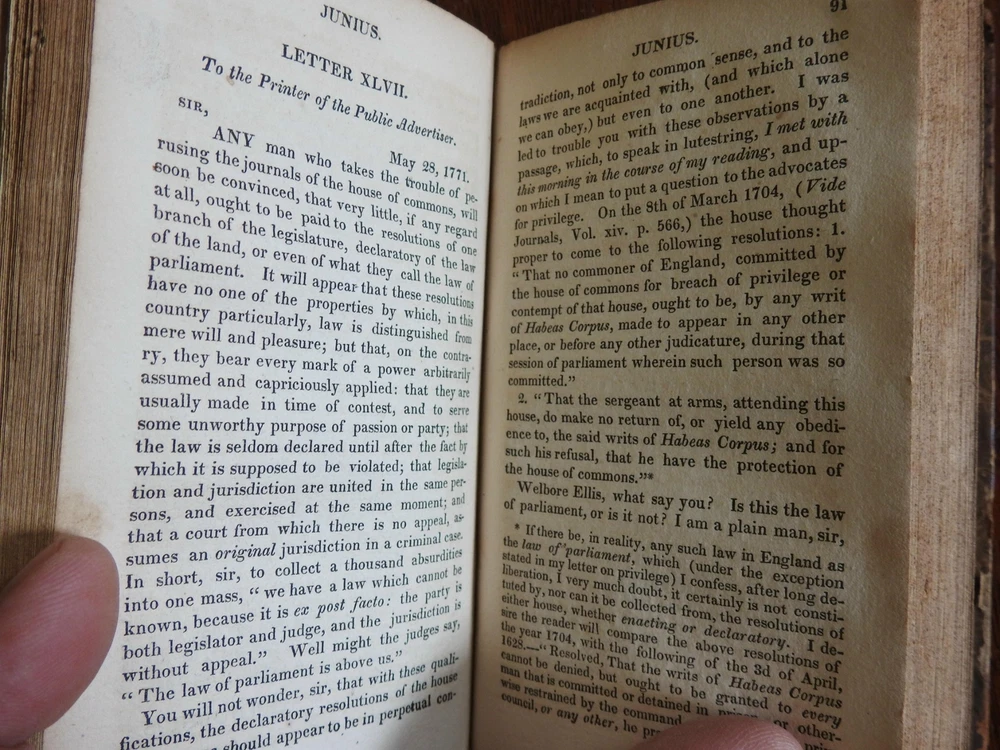 JUNIUS.
LETTER XLVII.
To the Printer of the Public Advertiser.
May 28, 1771.
SIR,
ANY man who takes the trouble of pe-
rusing the journals of the house of commons, will
soon be convinced, that very little, if any regard
at all, ought to be paid to the resolutions of one
branch of the legislature, declaratory of the law
of the land, or even of what they call the law of
parliament. It will appear that these resolutions
have no one of the properties by which, in this
country particularly, law is distinguished from
mere will and pleasure; but that, on the contra-
ry, they bear every mark of a power arbitrarily
assumed and capriciously applied: that they are
usually made in time of contest, and to serve
some unworthy purpose of passion or party; that
the law is seldom declared until after the fact by
which it is supposed to be violated; that legisla-
tion and jurisdiction are united in the same per-
sons, and exercised at the same moment; and
that a court from which there is no appeal, as-
sumes an original jurisdiction in a criminal case.
In short, sir, to collect a thousand absurdities
into one mass, “ we have a law which cannot be
known, because it is ex post facto: the party is
both legislator and judge, and the jurisdiction is
without appeal.” Well might the judges say,
“ The law of parliament is above us.”
You will not wonder, sir, that with these quali-
fications, the declaratory resolutions of the house
should appear to be in perpetual con-
JUNIUS.
91
tradiction, not only to common sense, and to the
laws we are acquainted with, (and which alone
we can obey,) but even to one another. I was
led to trouble you with these observations by a
passage, which, to speak in lutestring, I met with
this morning in the course of my reading, and up-
on which I mean to put a question to the advocates
for privilege. On the 8th of March 1704, (Vide
Journals, Vol. xiv. p. 566,) the house thought
proper to come to the following resolutions: 1.
“ That no commoner of England, committed by
the house of commons for breach of privilege or
contempt of that house, ought to be, by any writ
of Habeas Corpus, made to appear in any other
place, or before any other judicature, during that
session of parliament wherein such person was so
committed.”
2. “ That the sergeant at arms, attending this
house, do make no return of, or yield any obedi-
ence to, the said writs of Habeas Corpus; and for
such his refusal, that he have the protection of
the house of commons.”*
Welbore Ellis, what say you? Is this the law
of parliament, or is it not? I am a plain man, sir,
* If there be, in reality, any such law in England as
the law of parliament, which (under the exception
stated in my letter on privilege) I confess, after long de-
liberation, I very much doubt, it certainly is not consti-
tuted by, nor can it be collected from, the resolutions of
either house, whether enacting or declaratory. I de-
sire the reader will compare the above resolutions of
the year 1704, with the following of the 3d of April,
1628.—“ Resolved, That the writs of Habeas Corpus
cannot be denied, but ought to be granted to every
man that is committed or detained in prison, or other-
wise restrained by the command
council, or any other, he